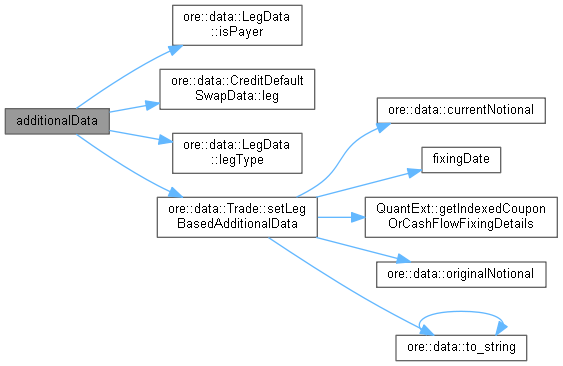 additionalData
ore::data::LegData
::isPayer
ore::data::CreditDefault
SwapData::leg
ore::data::LegData
::legType
ore::data::Trade::setLeg
BasedAdditionalData
ore::data::currentNotional
fixingDate
QuantExt::getIndexedCoupon
OrCashFlowFixingDetails
ore::data::originalNotional
ore::data::to_string